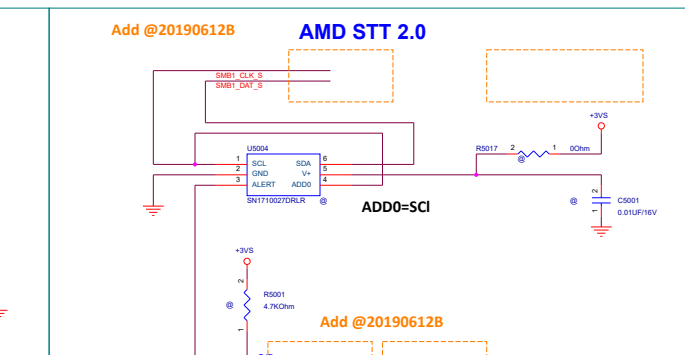 Add @20190612B
AMD STT 2.0
SMB1_CLK_S
SMB1_DAT_S
+3VS
R5017 2 1 0Ohm
@
U5004
1 SCL SDA 6
2 GND V+ 5
3 ALERT ADD0 4
SN1710027DRLR @
ADD0=SCl
@ 2 C5001
1 0.01UF/16V
+3VS
2
R5001
@ 4.7KOhm
1
Add @20190612B